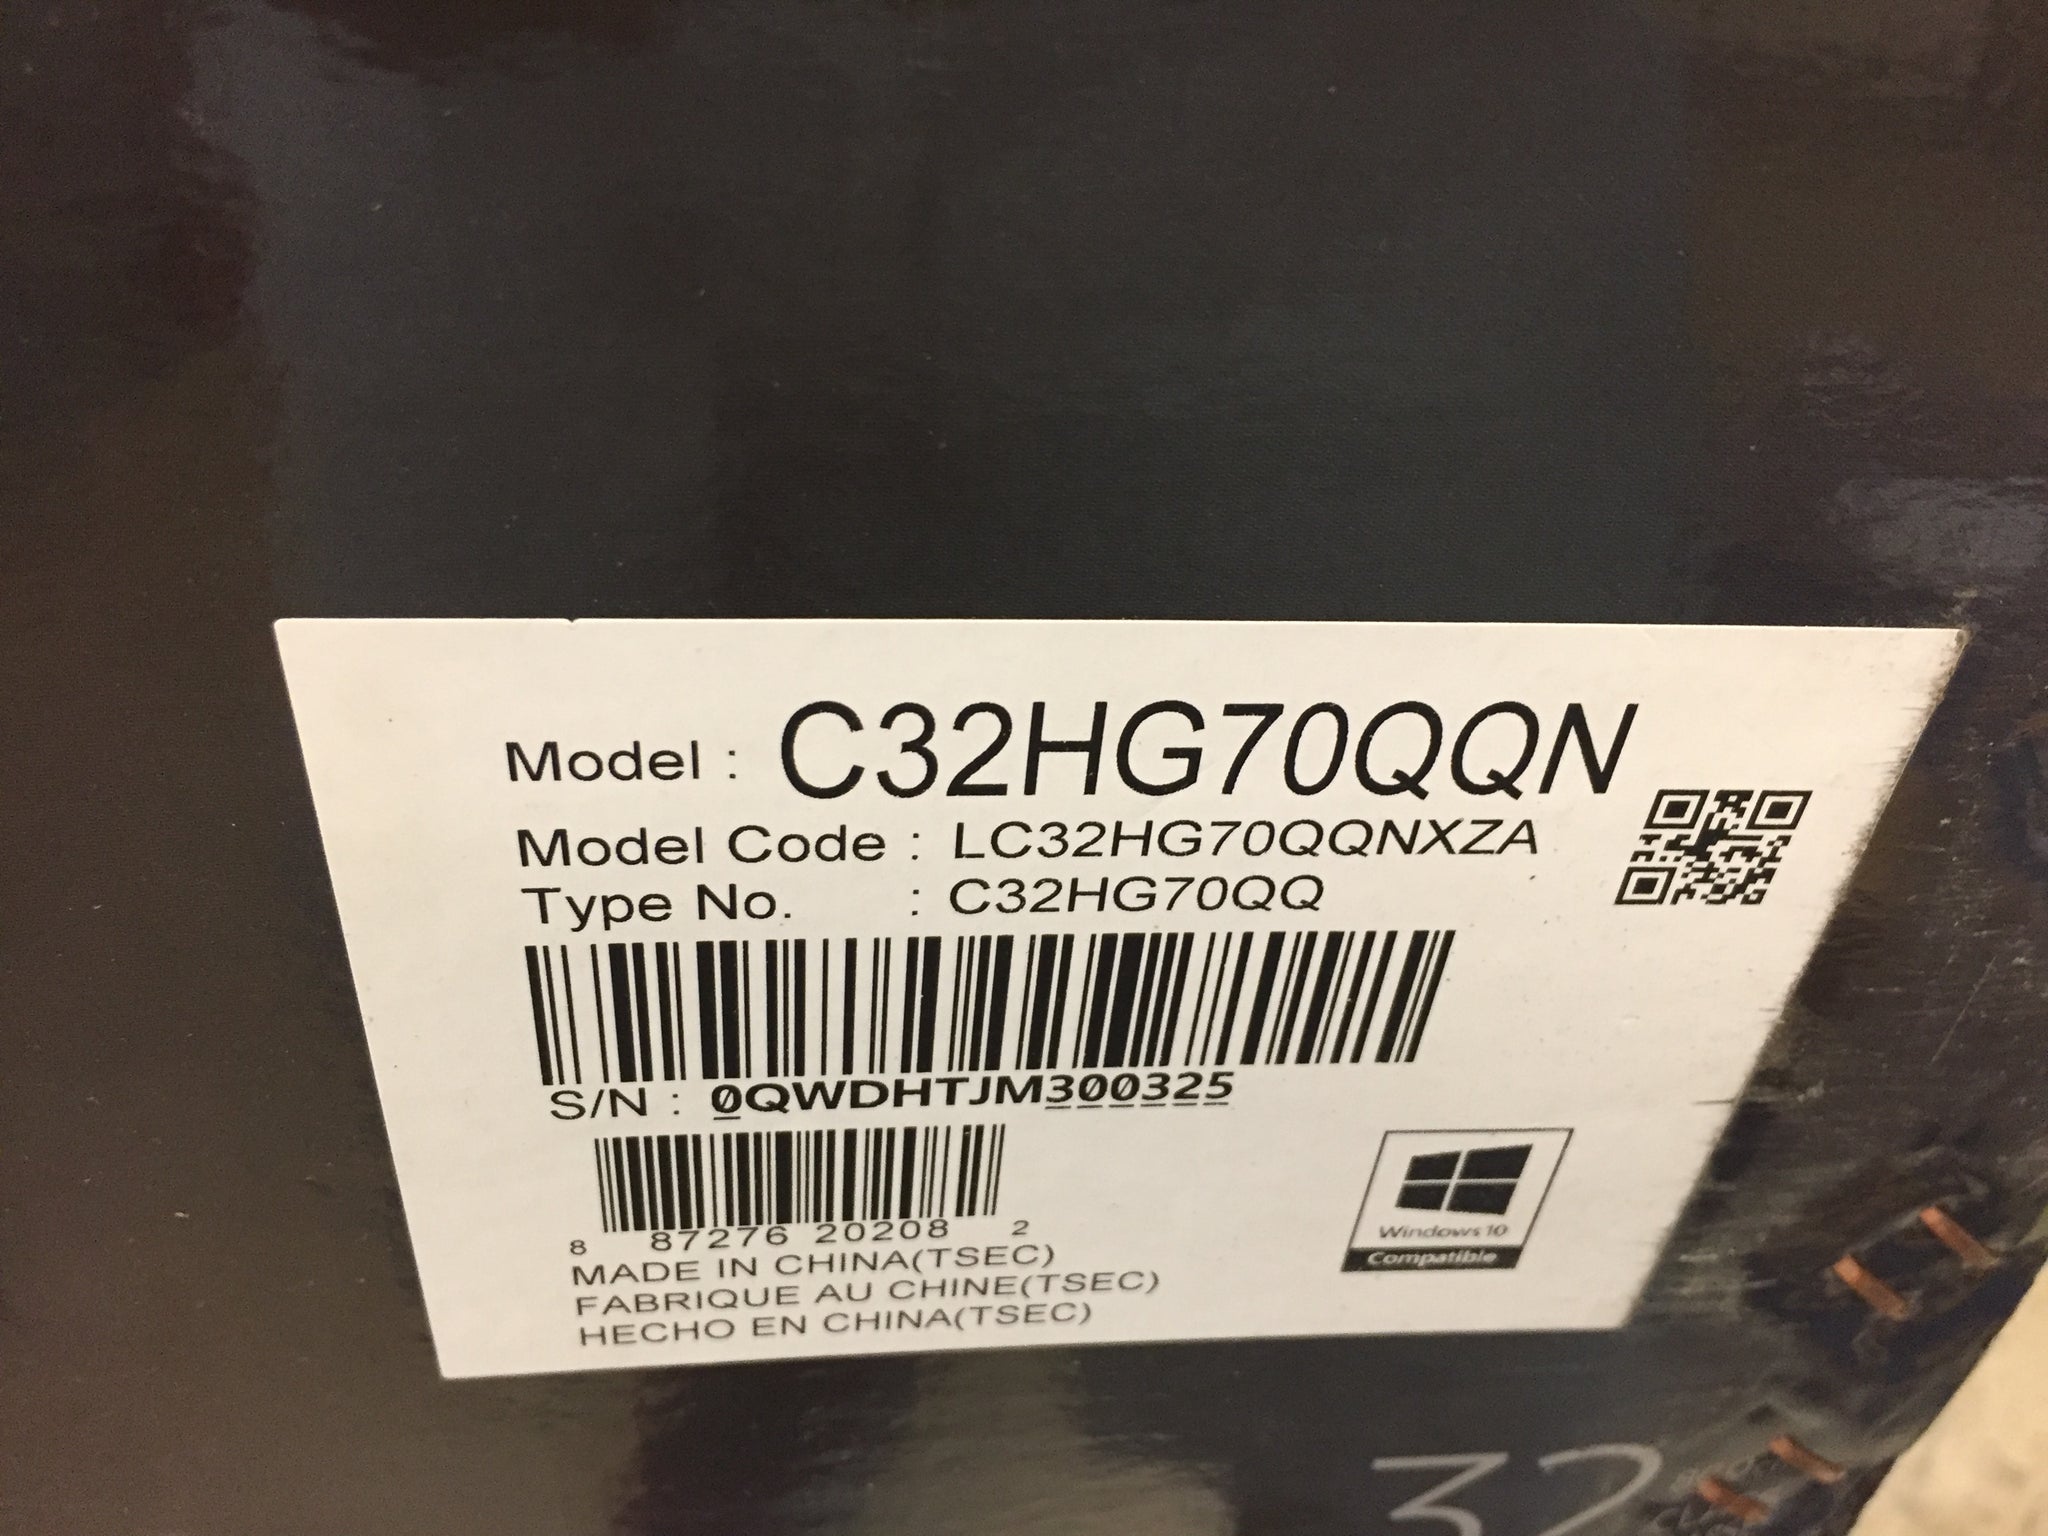 Model : C32HG70QQN
Model Code : LC32HG70QQNXZA
Type No. : C32HG70QQ
S/N : 0QWDHTJM300325
8 87276 20208 2
MADE IN CHINA(TSEC)
FABRIQUE AU CHINE(TSEC)
HECHO EN CHINA(TSEC)
Windows 10
Compatible
32